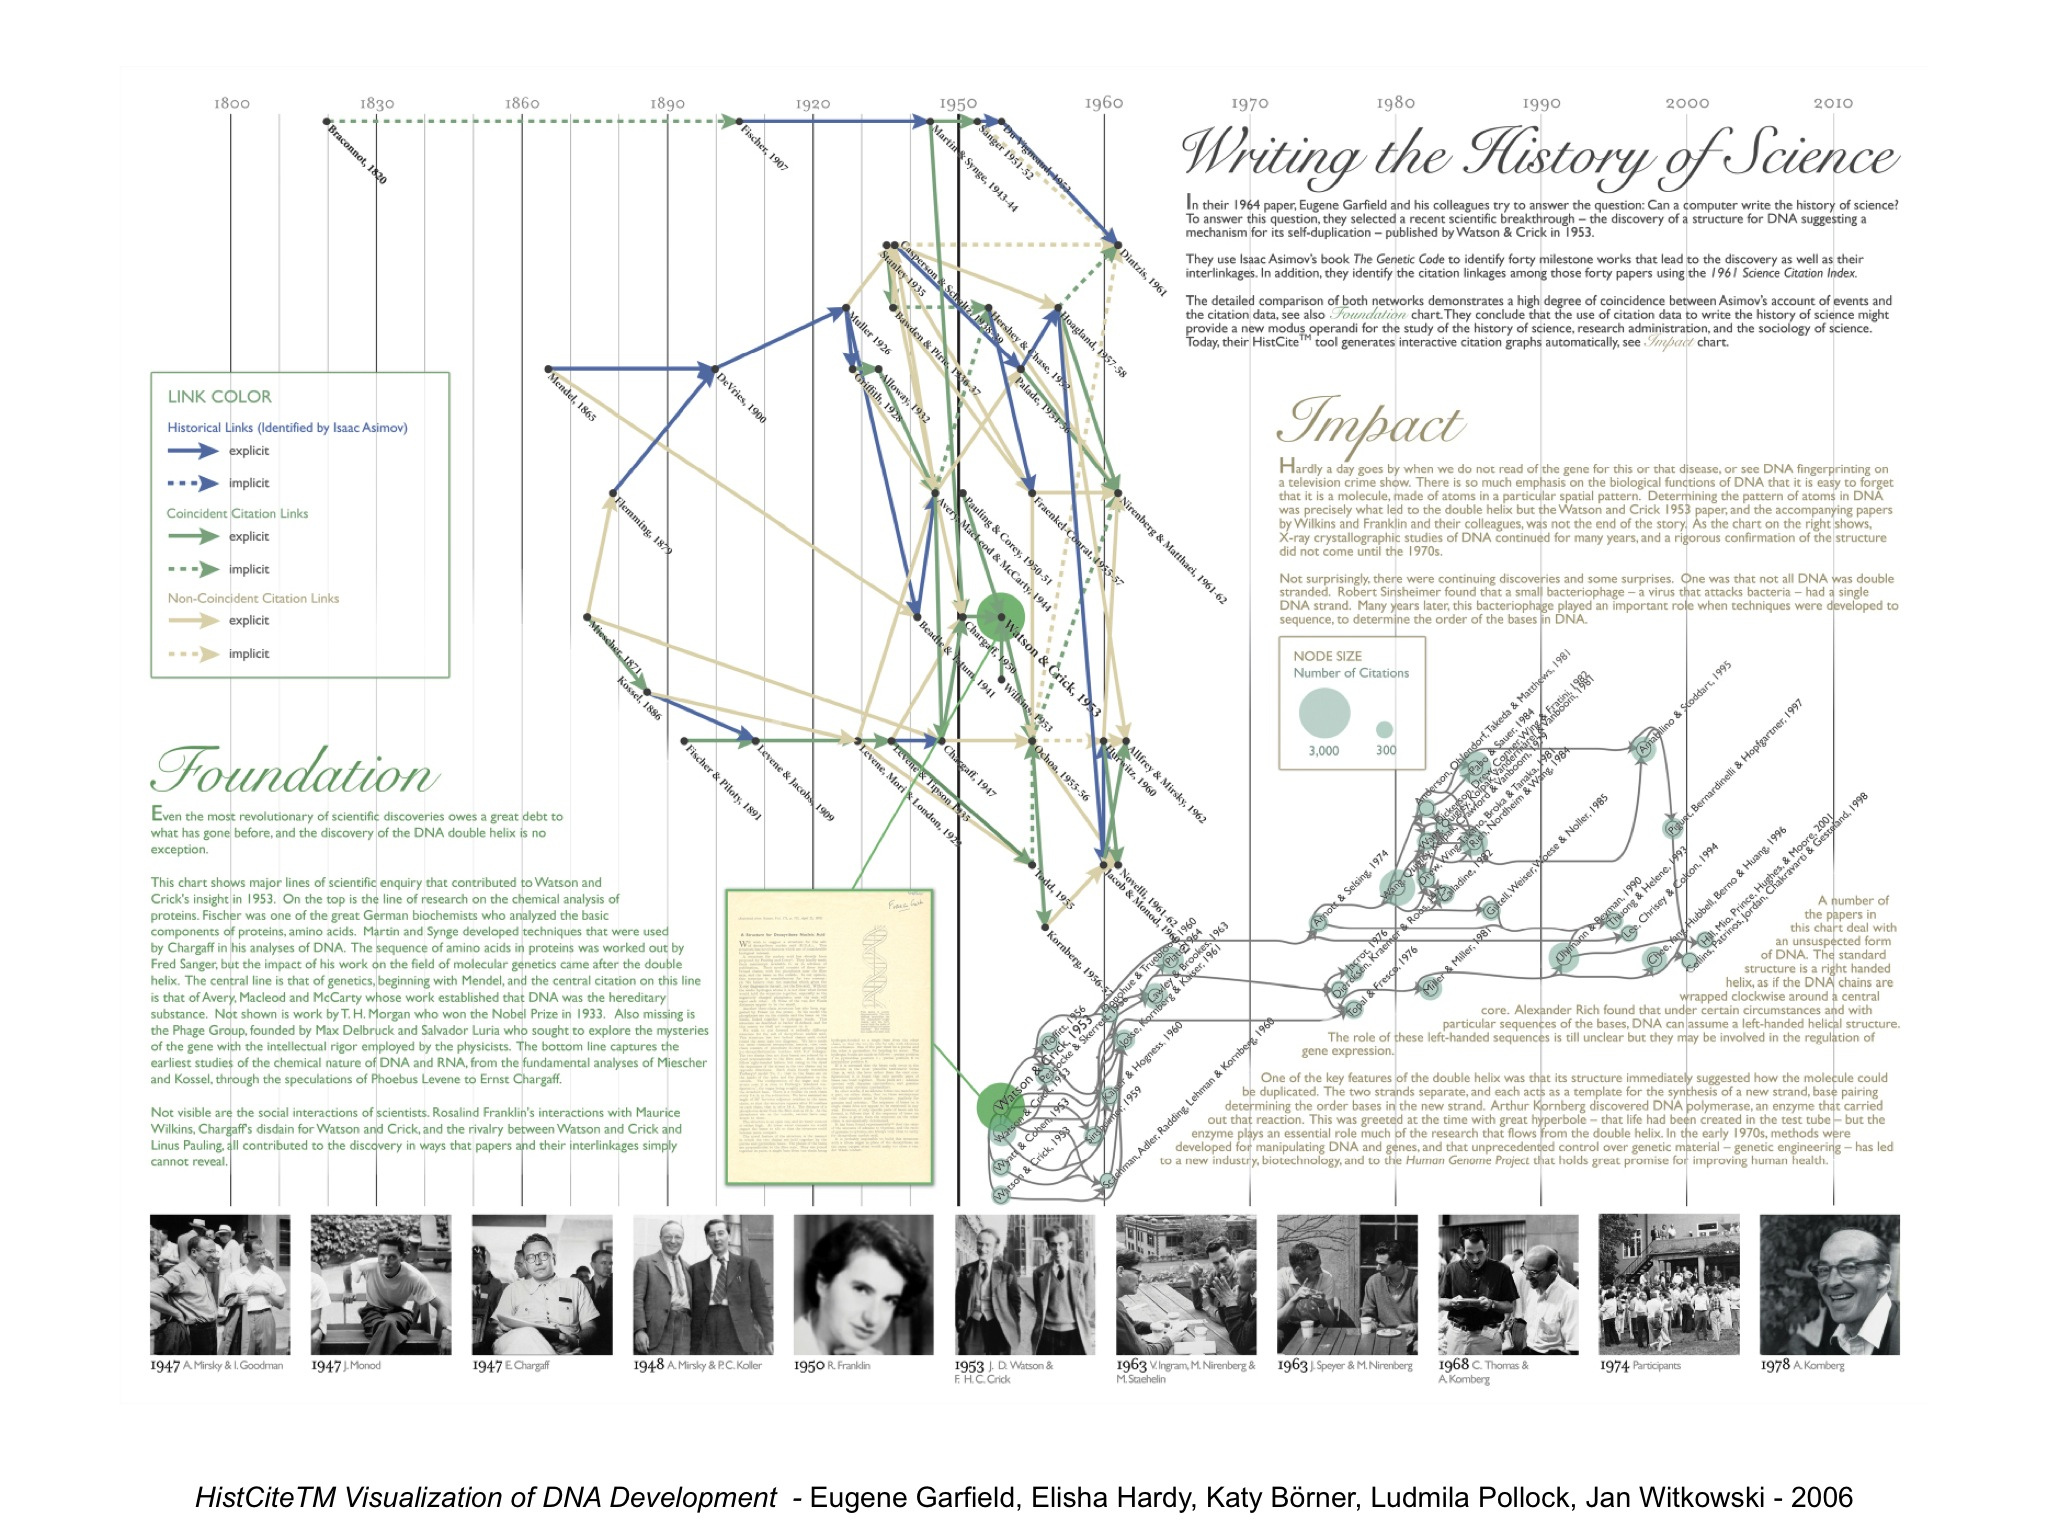 1800 1830 1860 1890 1920 1950 1960 1970 1980 1990 2000 2010
Braconnot, 1820
Fischer, 1907
Martin & Synge, 1943-44
Sanger 1951-52
Du Vigneaud, 1953
Writing the History of Science
In their 1964 paper, Eugene Garfield and his colleagues try to answer the question: Can a computer write the history of science?
To answer this question, they selected a recent scientific breakthrough – the discovery of a structure for DNA suggesting a
mechanism for its self-duplication – published by Watson & Crick in 1953.
They use Isaac Asimov's book The Genetic Code to identify forty milestone works that lead to the discovery as well as their
interlinkages. In addition, they identify the citation linkages among those forty papers using the 1961 Science Citation Index.
The detailed comparison of both networks demonstrates a high degree of coincidence between Asimov's account of events and
the citation data, see also Foundation chart. They conclude that the use of citation data to write the history of science might
provide a new modus operandi for the study of the history of science, research administration, and the sociology of science.
Today, their HistCite™ tool generates interactive citation graphs automatically, see Impact chart.
Stanley, 1935
Casperson & Schultz, 1938-39
Dintzis, 1961
Muller 1926
Bawden & Pirie, 1936-37
Hershey & Chase, 1952
Hoagland, 1957-58
Mendel, 1865
DeVries, 1900
Griffith, 1928
Alloway, 1932
Palade, 1954-56
Flemming, 1879
Avery, MacLeod & McCarty, 1944
Pauling & Corey, 1950-51
Fraenkel-Conrat, 1955-57
Nirenberg & Matthaei, 1961-62
Miescher, 1871
Beadle & Tatum, 1941
Chargaff, 1950
Watson & Crick, 1953
Wilkins, 1953
Kossel, 1886
Fischer & Piloty, 1891
Levene & Jacobs, 1909
Levene, Mori & London, 1929
Levene & Tipson, 1935
Chargaff, 1947
Ochoa, 1955-56
Hurwitz, 1960
Allfrey & Mirsky, 1962
Todd, 1955
Jacob & Monod, 1960-61
Novelli, 1961-62
Kornberg, 1956-57
LINK COLOR
Historical Links (Identified by Isaac Asimov)
explicit
implicit
Coincident Citation Links
explicit
implicit
Non-Coincident Citation Links
explicit
implicit
Foundation
Even the most revolutionary of scientific discoveries owes a great debt to
what has gone before, and the discovery of the DNA double helix is no
exception.
This chart shows major lines of scientific enquiry that contributed to Watson and
Crick's insight in 1953. On the top is the line of research on the chemical analysis of
proteins. Fischer was one of the great German biochemists who analyzed the basic
components of proteins, amino acids. Martin and Synge developed techniques that were used
by Chargaff in his analyses of DNA. The sequence of amino acids in proteins was worked out by
Fred Sanger, but the impact of his work on the field of molecular genetics came after the double
helix. The central line is that of genetics, beginning with Mendel, and the central citation on this line
is that of Avery, Macleod and McCarty whose work established that DNA was the hereditary
substance. Not shown is work by T. H. Morgan who won the Nobel Prize in 1933. Also missing is
the Phage Group, founded by Max Delbruck and Salvador Luria who sought to explore the mysteries
of the gene with the intellectual rigor employed by the physicists. The bottom line captures the
earliest studies of the chemical nature of DNA and RNA, from the fundamental analyses of Miescher
and Kossel, through the speculations of Phoebus Levene to Ernst Chargaff.
Not visible are the social interactions of scientists. Rosalind Franklin's interactions with Maurice
Wilkins, Chargaff's disdain for Watson and Crick, and the rivalry between Watson and Crick and
Linus Pauling, all contributed to the discovery in ways that papers and their interlinkages simply
cannot reveal.
A Structure for Deoxyribose Nucleic Acid
Impact
Hardly a day goes by when we do not read of the gene for this or that disease, or see DNA fingerprinting on
a television crime show. There is so much emphasis on the biological functions of DNA that it is easy to forget
that it is a molecule, made of atoms in a particular spatial pattern. Determining the pattern of atoms in DNA
was precisely what led to the double helix but the Watson and Crick 1953 paper, and the accompanying papers
by Wilkins and Franklin and their colleagues, was not the end of the story. As the chart on the right shows,
X-ray crystallographic studies of DNA continued for many years, and a rigorous confirmation of the structure
did not come until the 1970s.
Not surprisingly, there were continuing discoveries and some surprises. One was that not all DNA was double
stranded. Robert Sinsheimer found that a small bacteriophage – a virus that attacks bacteria – had a single
DNA strand. Many years later, this bacteriophage played an important role when techniques were developed to
sequence, to determine the order of the bases in DNA.
NODE SIZE
Number of Citations
3,000 300
Anderson, Ohlendorf, Takeda & Matthews, 1981
Pabo & Sauer, 1984
Amabilino & Stoddart, 1995
Piguet, Bernardinelli & Hopfgartner, 1997
Rich, Nordheim & Wang, 1984
Gutell, Weiser, Woese & Noller, 1985
Saladine, 1982
Arnott & Selsing, 1974
Uhlmann & Peyman, 1990
Thuong & Helene, 1993
Lee, Chrisey & Colton, 1994
Chee, Yang, Hubbell, Berno & Huang, 1996
Hal, Mio, Prince, Hughes, & Moore, 2001
Collins, Patrinos, Jordan, Chakravarti & Gesteland, 1998
Miller & Miller, 1981
Topal & Fresco, 1976
Donohue & Trueblood, 1960
Lawley & Brookes, 1963
Josse, Kornberg & Kaiser, 1961
Moffitt, 1956
Watson & Crick, 1953
Peacocke & Skerrett, 1956
Kaiser & Hogness, 1960
Sinsheimer, 1959
Wyatt & Cohen, 1953
Watson & Crick, 1953
Lehman, Adler, Radding, Lehman & Kornberg, 1960
A number of
the papers in
this chart deal with
an unsuspected form
of DNA. The standard
structure is a right handed
helix, as if the DNA chains are
wrapped clockwise around a central
core. Alexander Rich found that under certain circumstances and with
particular sequences of the bases, DNA can assume a left-handed helical structure.
The role of these left-handed sequences is till unclear but they may be involved in the regulation of
gene expression.
One of the key features of the double helix was that its structure immediately suggested how the molecule could
be duplicated. The two strands separate, and each acts as a template for the synthesis of a new strand, base pairing
determining the order bases in the new strand. Arthur Kornberg discovered DNA polymerase, an enzyme that carried
out that reaction. This was greeted at the time with great hyperbole – that life had been created in the test tube – but the
enzyme plays an essential role much of the research that flows from the double helix. In the early 1970s, methods were
developed for manipulating DNA and genes, and that unprecedented control over genetic material – genetic engineering – has led
to a new industry, biotechnology, and to the Human Genome Project that holds great promise for improving human health.
1947 A. Mirsky & I. Goodman
1947 J. Monod
1947 E. Chargaff
1948 A. Mirsky & P.C. Koller
1950 R. Franklin
1953 J. D. Watson &
F. H. C. Crick
1963 V. Ingram, M. Nirenberg &
M. Staehelin
1963 J. Speyer & M. Nirenberg
1968 C. Thomas &
A. Kornberg
1974 Participants
1978 A. Kornberg
HistCiteTM Visualization of DNA Development - Eugene Garfield, Elisha Hardy, Katy Börner, Ludmila Pollock, Jan Witkowski - 2006